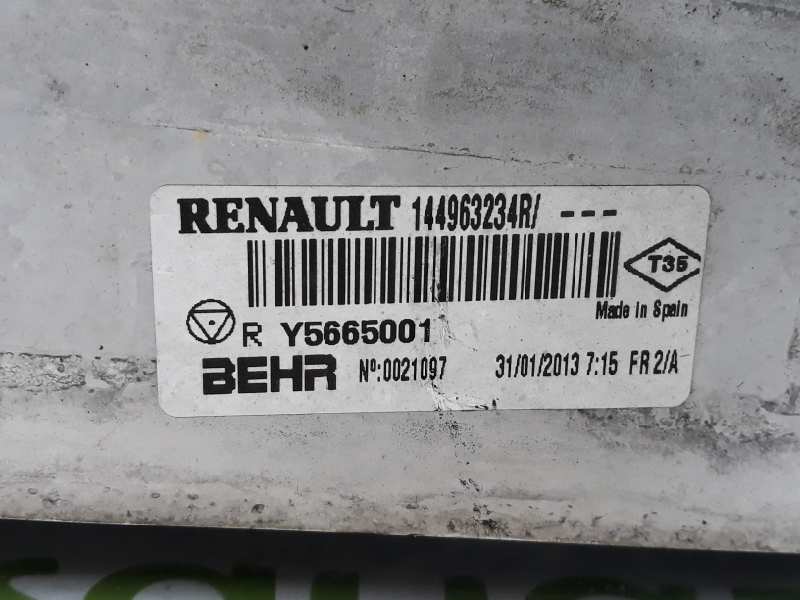 RENAULT 144963234R/ ---
T35
Made in Spain
R Y5665001
BEHR Nº:0021097 31/01/2013 7:15 FR 2/A